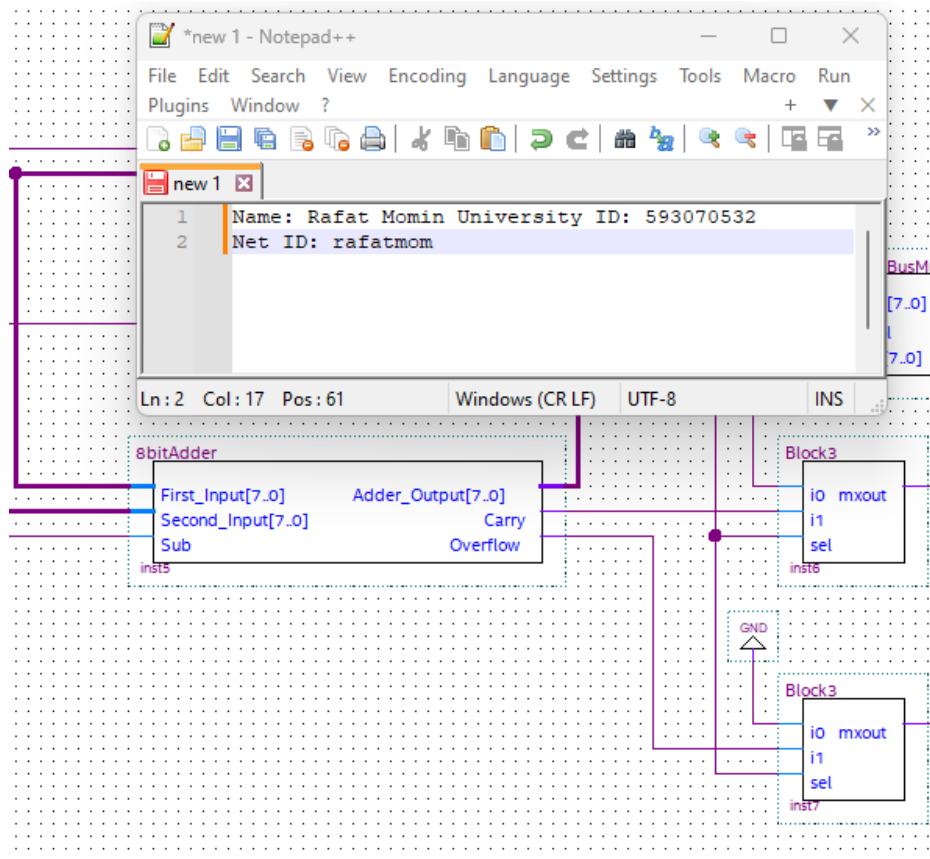 *new 1 - Notepad++
File Edit Search View Encoding Language Settings Tools Macro Run
Plugins Window ? + ▼ ×
new 1
1 Name: Rafat Momin University ID: 593070532
2 Net ID: rafatmom
Ln : 2 Col : 17 Pos : 61 Windows (CR LF) UTF-8 INS
BusM
[7..0]
l
7..0]
8bitAdder
First_Input[7..0] Adder_Output[7..0]
Second_Input[7..0] Carry
Sub Overflow
inst5
Block3
i0 mxout
i1
sel
inst6
GND
Block3
i0 mxout
i1
sel
inst7